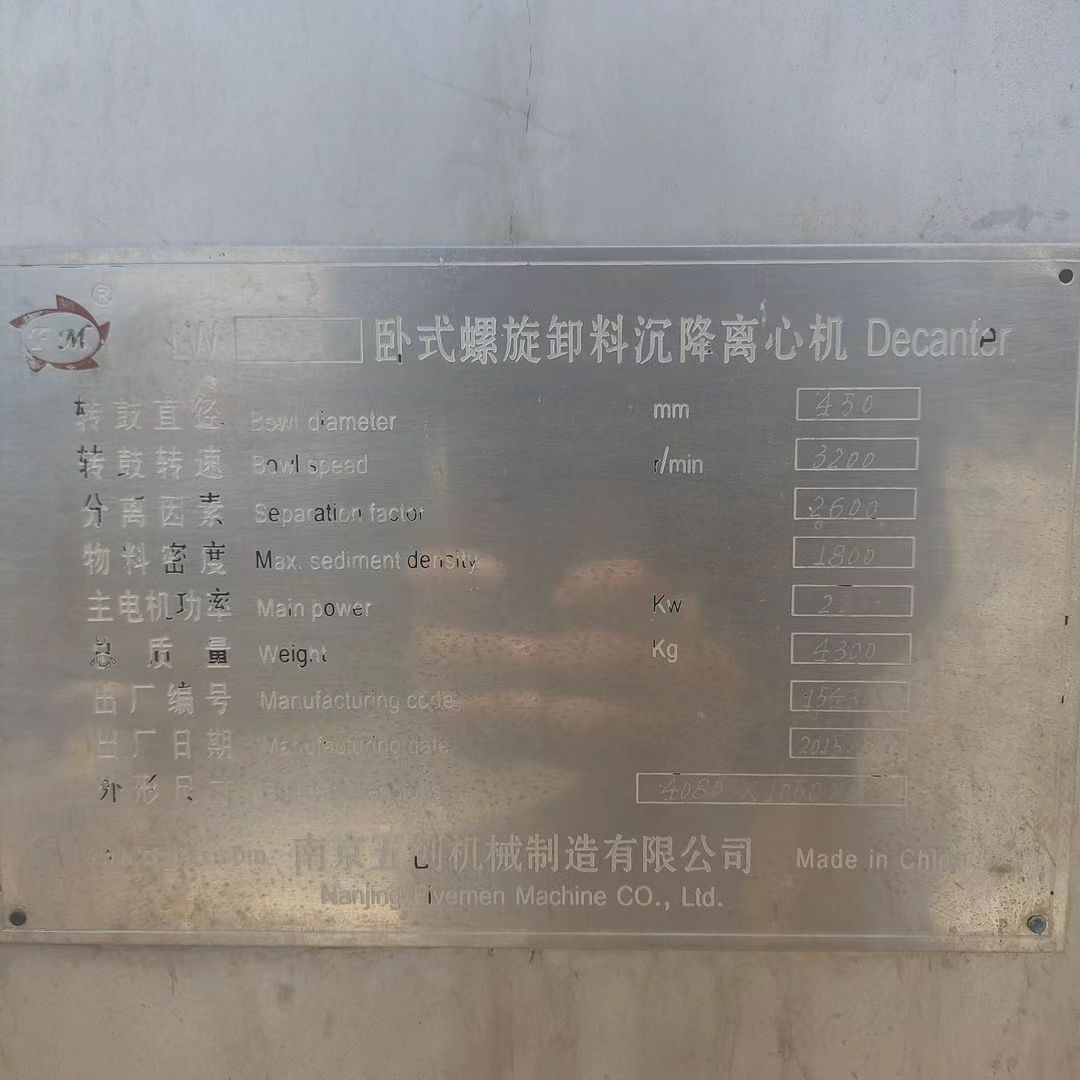 FM ®
LW 卧式螺旋卸料沉降离心机 Decanter
转鼓直径 Bowl diameter mm 450
转鼓转速 Bowl spead r/min 3200
分离因素 Separation factor 2600
物料密度 Max. sediment density 1800
主电机功率 Main power Kw
总质量 Weight Kg 4300
出厂编号 Manufacturing code
出厂日期 Manufacturing date
外形尺寸
南京 机械制造有限公司 Made in China
Nanjing Fivemen Machine CO., Ltd.